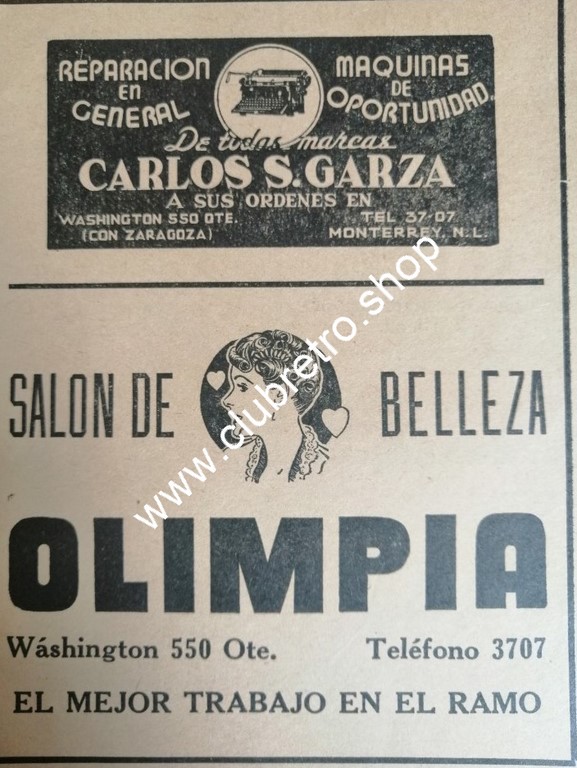 REPARACION
EN
GENERAL
MAQUINAS
DE
OPORTUNIDAD.
De todas marcas
CARLOS S. GARZA
A SUS ORDENES EN
WASHINGTON 550 OTE.
(CON ZARAGOZA)
TEL 37-07
MONTERREY, N.L.
SALON DE BELLEZA
OLIMPIA
Wáshington 550 Ote. Teléfono 3707
EL MEJOR TRABAJO EN EL RAMO
www.clubretro.shop